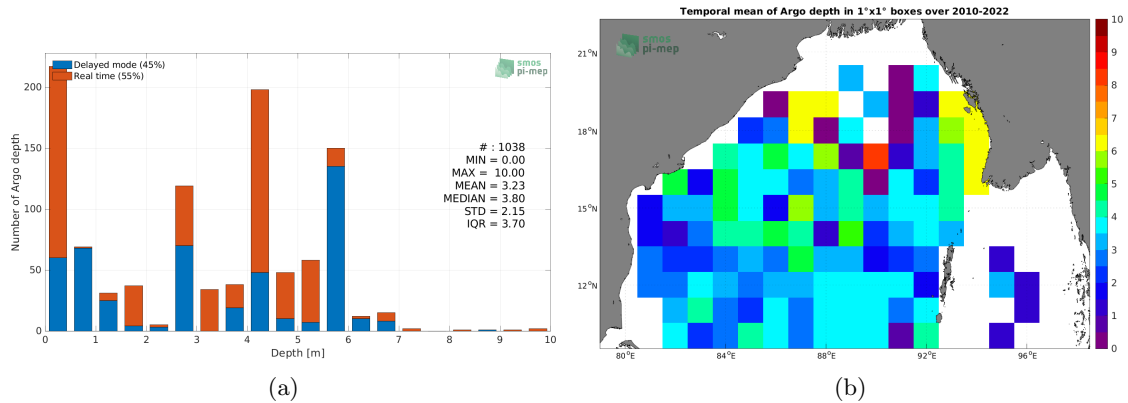 Delayed mode (45%)
Real time (55%)
smos
pi-mep
# : 1038
MIN = 0.00
MAX = 10.00
MEAN = 3.23
MEDIAN = 3.80
STD = 2.15
IQR = 3.70
Number of Argo depth
200
150
100
50
0
0 1 2 3 4 5 6 7 8 9 10
Depth [m]
(a)
Temporal mean of Argo depth in 1°x1° boxes over 2010-2022
smos
pi-mep
21°N
18°N
15°N
12°N
80°E 84°E 88°E 92°E 96°E
10
9
8
7
6
5
4
3
2
1
0
(b)